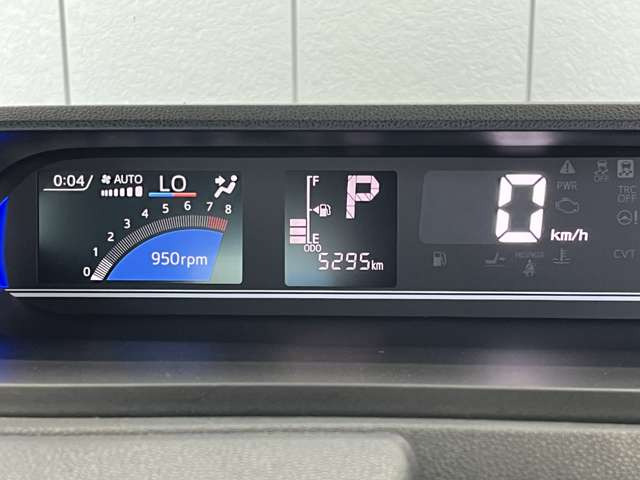 0:04 AUTO LO
0 1 2 3 4 5 6 7 8
950rpm
F
P
E
ODO
5295km
0 km/h
PWR
OFF
TRC
OFF
CVT